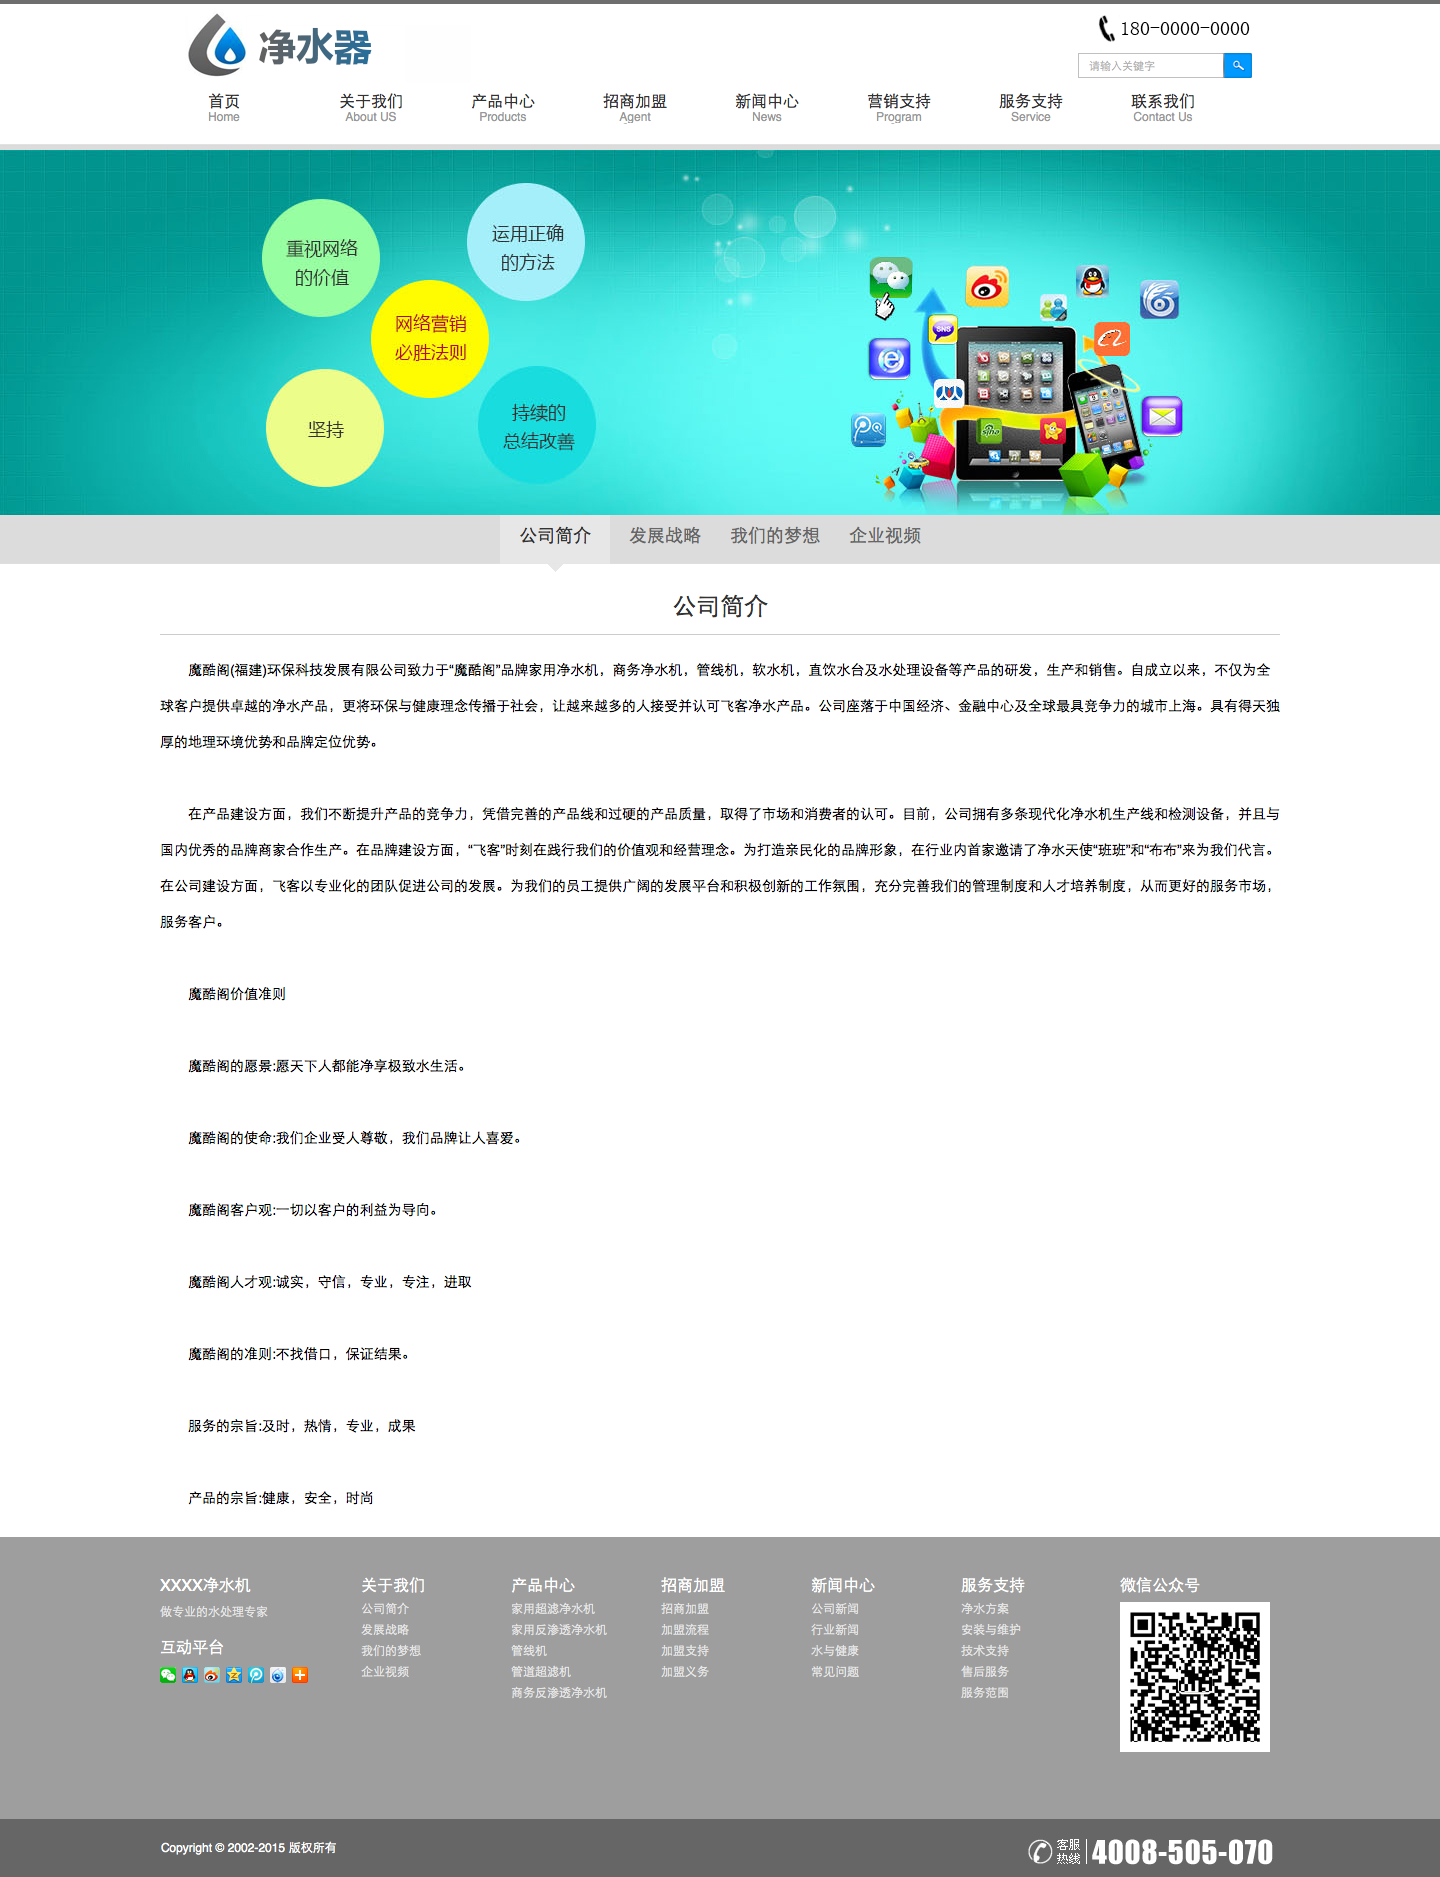 净水器
180-0000-0000
请输入关键字
首页 关于我们 产品中心 招商加盟 新闻中心 营销支持 服务支持 联系我们
Home About US Products Agent News Program Service Contact Us
重视网络
的价值
运用正确
的方法
网络营销
必胜法则
坚持
持续的
总结改善
SNS
sina
公司简介 发展战略 我们的梦想 企业视频
公司简介
魔酷阁(福建)环保科技发展有限公司致力于“魔酷阁”品牌家用净水机，商务净水机，管线机，软水机，直饮水台及水处理设备等产品的研发，生产和销售。自成立以来，不仅为全
球客户提供卓越的净水产品，更将环保与健康理念传播于社会，让越来越多的人接受并认可飞客净水产品。公司座落于中国经济、金融中心及全球最具竞争力的城市上海。具有得天独
厚的地理环境优势和品牌定位优势。
在产品建设方面，我们不断提升产品的竞争力，凭借完善的产品线和过硬的产品质量，取得了市场和消费者的认可。目前，公司拥有多条现代化净水机生产线和检测设备，并且与
国内优秀的品牌商家合作生产。在品牌建设方面，“飞客”时刻在践行我们的价值观和经营理念。为打造亲民化的品牌形象，在行业内首家邀请了净水天使“班班”和“布布”来为我们代言。
在公司建设方面，飞客以专业化的团队促进公司的发展。为我们的员工提供广阔的发展平台和积极创新的工作氛围，充分完善我们的管理制度和人才培养制度，从而更好的服务市场，
服务客户。
魔酷阁价值准则
魔酷阁的愿景:愿天下人都能净享极致水生活。
魔酷阁的使命:我们企业受人尊敬，我们品牌让人喜爱。
魔酷阁客户观:一切以客户的利益为导向。
魔酷阁人才观:诚实，守信，专业，专注，进取
魔酷阁的准则:不找借口，保证结果。
服务的宗旨:及时，热情，专业，成果
产品的宗旨:健康，安全，时尚
XXXX净水机
做专业的水处理专家
互动平台
关于我们
公司简介
发展战略
我们的梦想
企业视频
产品中心
家用超滤净水机
家用反渗透净水机
管线机
管道超滤机
商务反渗透净水机
招商加盟
招商加盟
加盟流程
加盟支持
加盟义务
新闻中心
公司新闻
行业新闻
水与健康
常见问题
服务支持
净水方案
安装与维护
技术支持
售后服务
服务范围
微信公众号
Copyright © 2002-2015 版权所有
客服
热线
4008-505-070